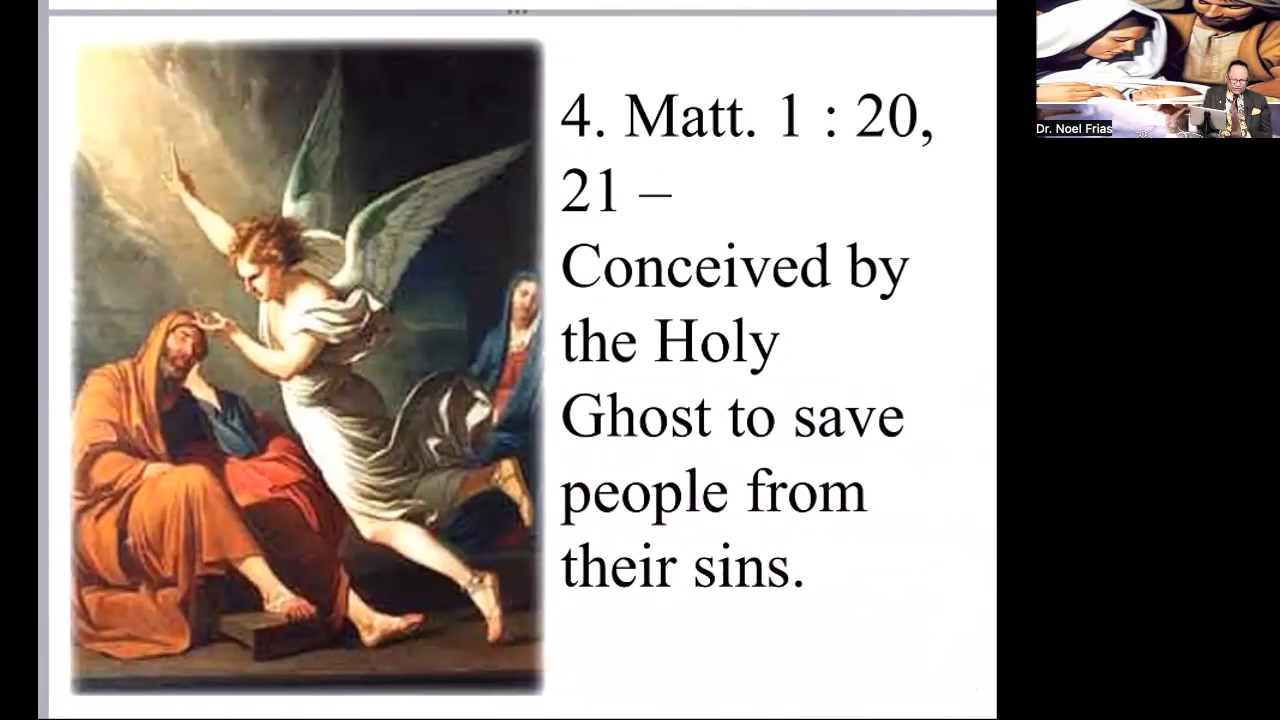 4. Matt. 1 : 20,
21 –
Conceived by
the Holy
Ghost to save
people from
their sins.
Dr. Noel Frias